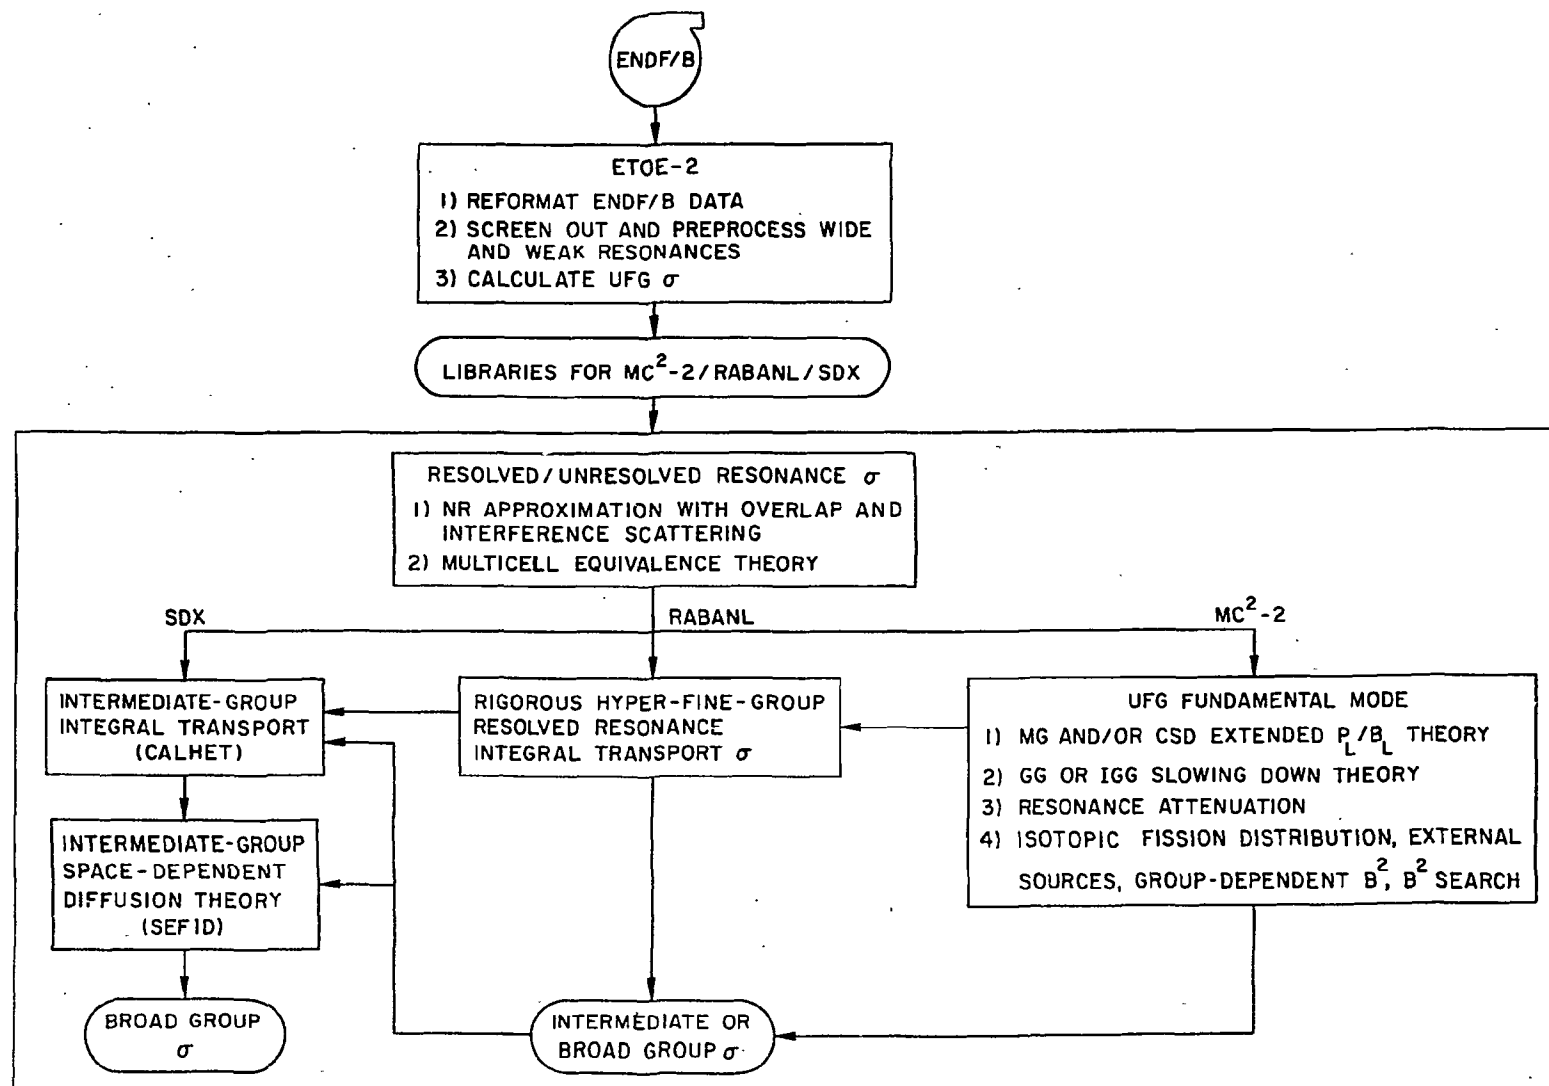 ENDF/B
ETOE-2
1) REFORMAT ENDF/B DATA
2) SCREEN OUT AND PREPROCESS WIDE
AND WEAK RESONANCES
3) CALCULATE UFG σ
LIBRARIES FOR MC²-2/RABANL/SDX
RESOLVED/UNRESOLVED RESONANCE σ
1) NR APPROXIMATION WITH OVERLAP AND
INTERFERENCE SCATTERING
2) MULTICELL EQUIVALENCE THEORY
SDX
RABANL
MC²-2
INTERMEDIATE-GROUP
INTEGRAL TRANSPORT
(CALHET)
RIGOROUS HYPER-FINE-GROUP
RESOLVED RESONANCE
INTEGRAL TRANSPORT σ
UFG FUNDAMENTAL MODE
1) MG AND/OR CSD EXTENDED P_L/B_L THEORY
2) GG OR IGG SLOWING DOWN THEORY
3) RESONANCE ATTENUATION
4) ISOTOPIC FISSION DISTRIBUTION, EXTERNAL
SOURCES, GROUP-DEPENDENT B², B² SEARCH
INTERMEDIATE-GROUP
SPACE-DEPENDENT
DIFFUSION THEORY
(SEFID)
BROAD GROUP
σ
INTERMEDIATE OR
BROAD GROUP σ